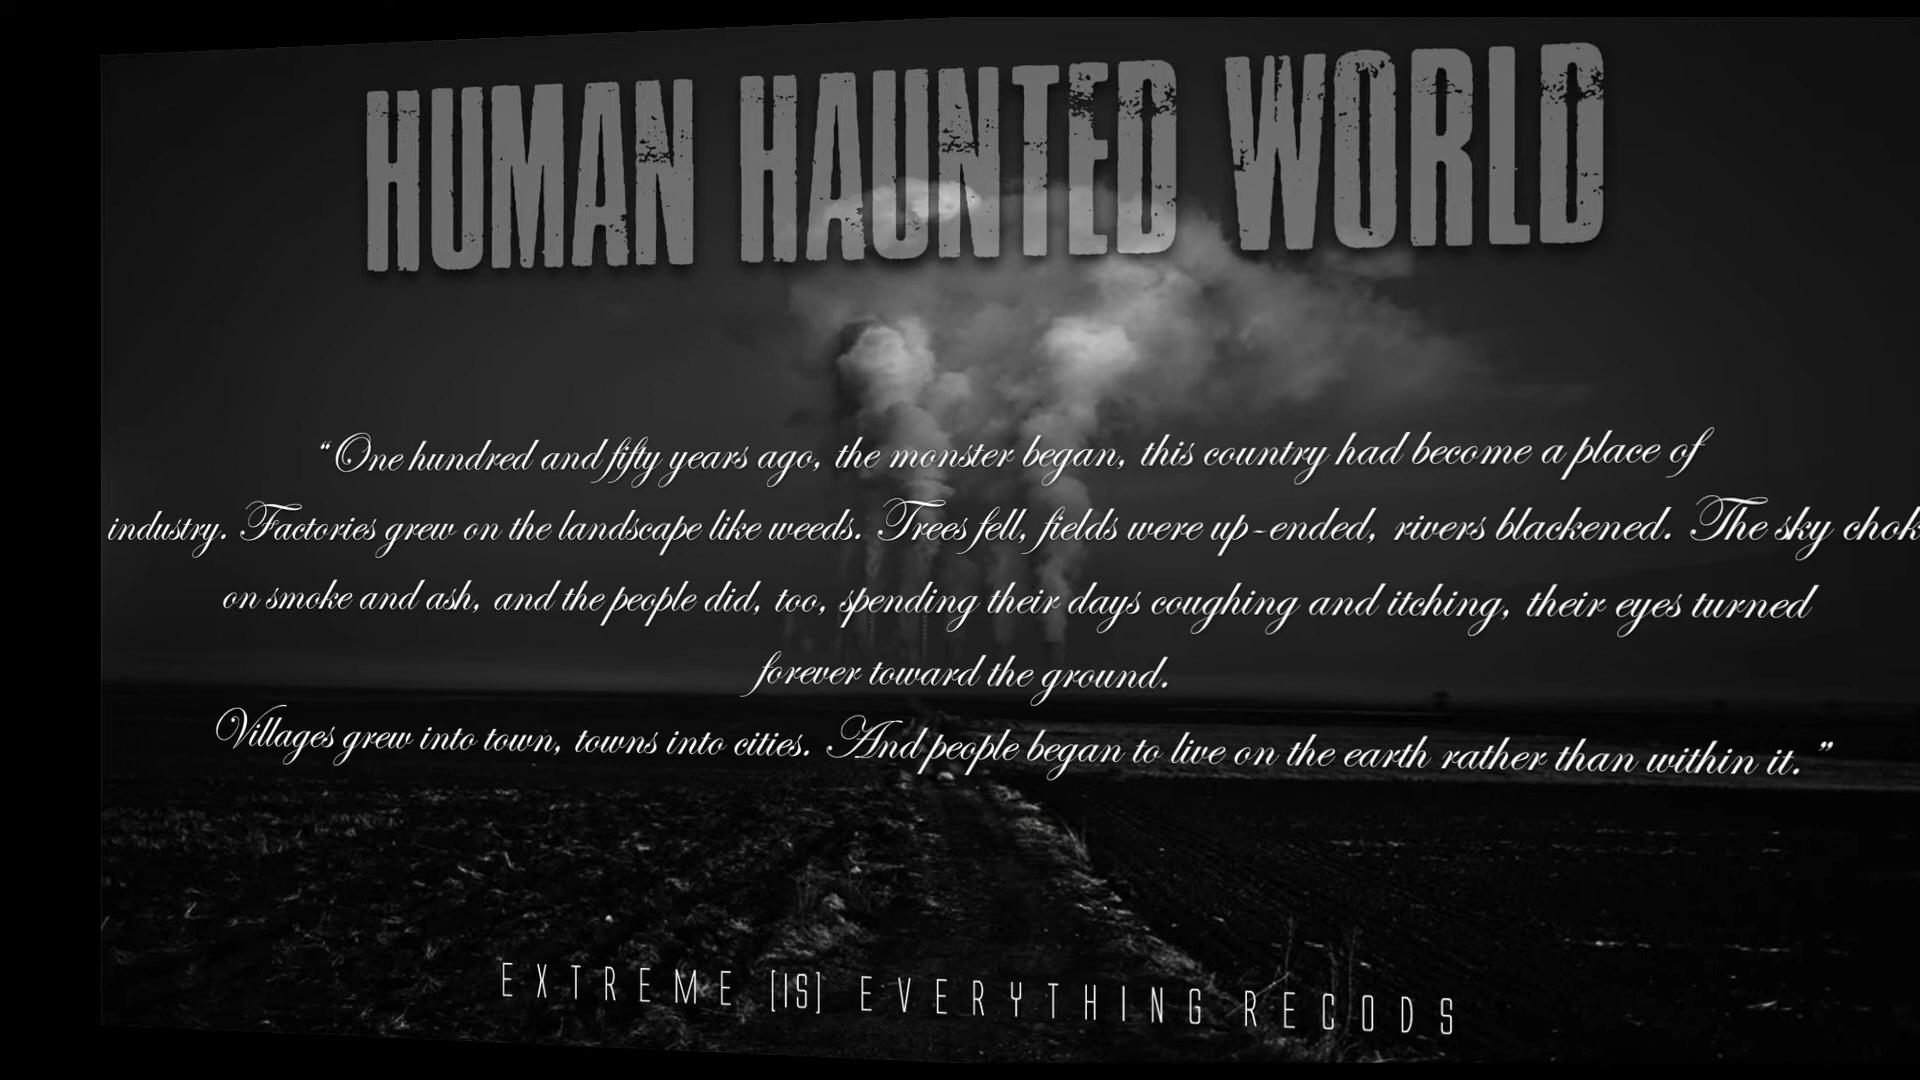 HUMAN HAUNTED WORLD
“One hundred and fifty years ago, the monster began, this country had become a place of
industry. Factories grew on the landscape like weeds. Trees fell, fields were up-ended, rivers blackened. The sky chok
on smoke and ash, and the people did, too, spending their days coughing and itching, their eyes turned
forever toward the ground.
Villages grew into town, towns into cities. And people began to live on the earth rather than within it.”
EXTREME [IS] EVERYTHING RECODS